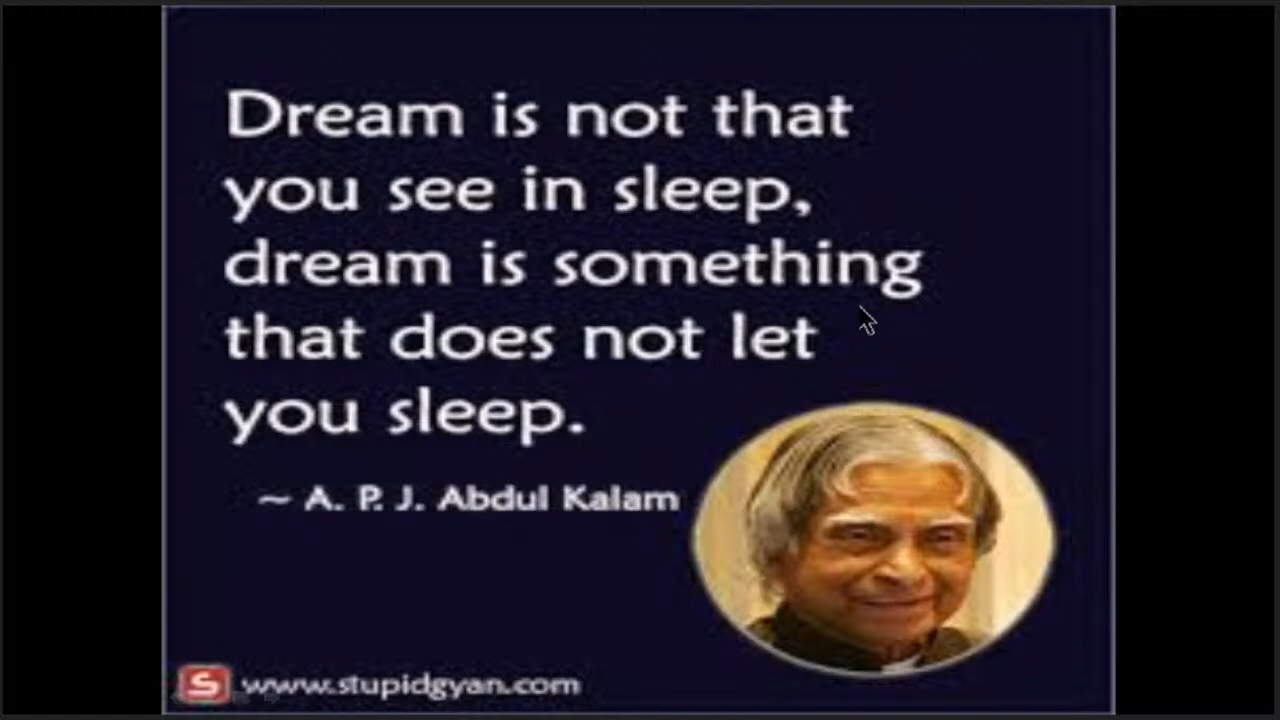 Dream is not that
you see in sleep,
dream is something
that does not let
you sleep.
~ A. P. J. Abdul Kalam
S www.stupidgyan.com